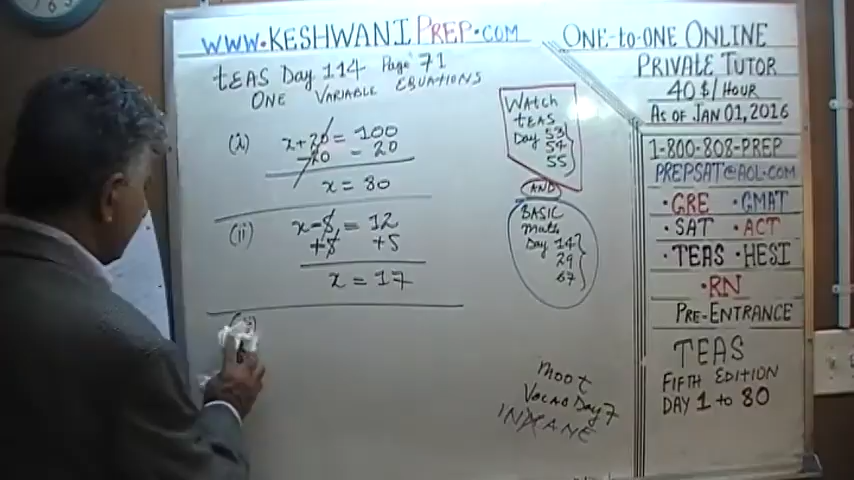 WWW.KESHWANIPREP.COM
TEAS Day 114 Page 71
ONE VARIABLE EQUATIONS
(i) x+20 = 100
-20 - 20
x = 80
(ii) x-5 = 12
+5 +5
x = 17
WATCH
TEAS
Day 53
54
55
AND
BASIC
Math
Day 14
29
67
Moot
VOCAB Day 7
INANE
ONE-TO-ONE ONLINE
PRIVATE TUTOR
40 $/HOUR
AS OF JAN 01, 2016
1-800-808-PREP
PREPSAT@AOL.COM
•GRE •GMAT
•SAT •ACT
•TEAS •HESI
•RN
PRE-ENTRANCE
TEAS
FIFTH EDITION
DAY 1 TO 80